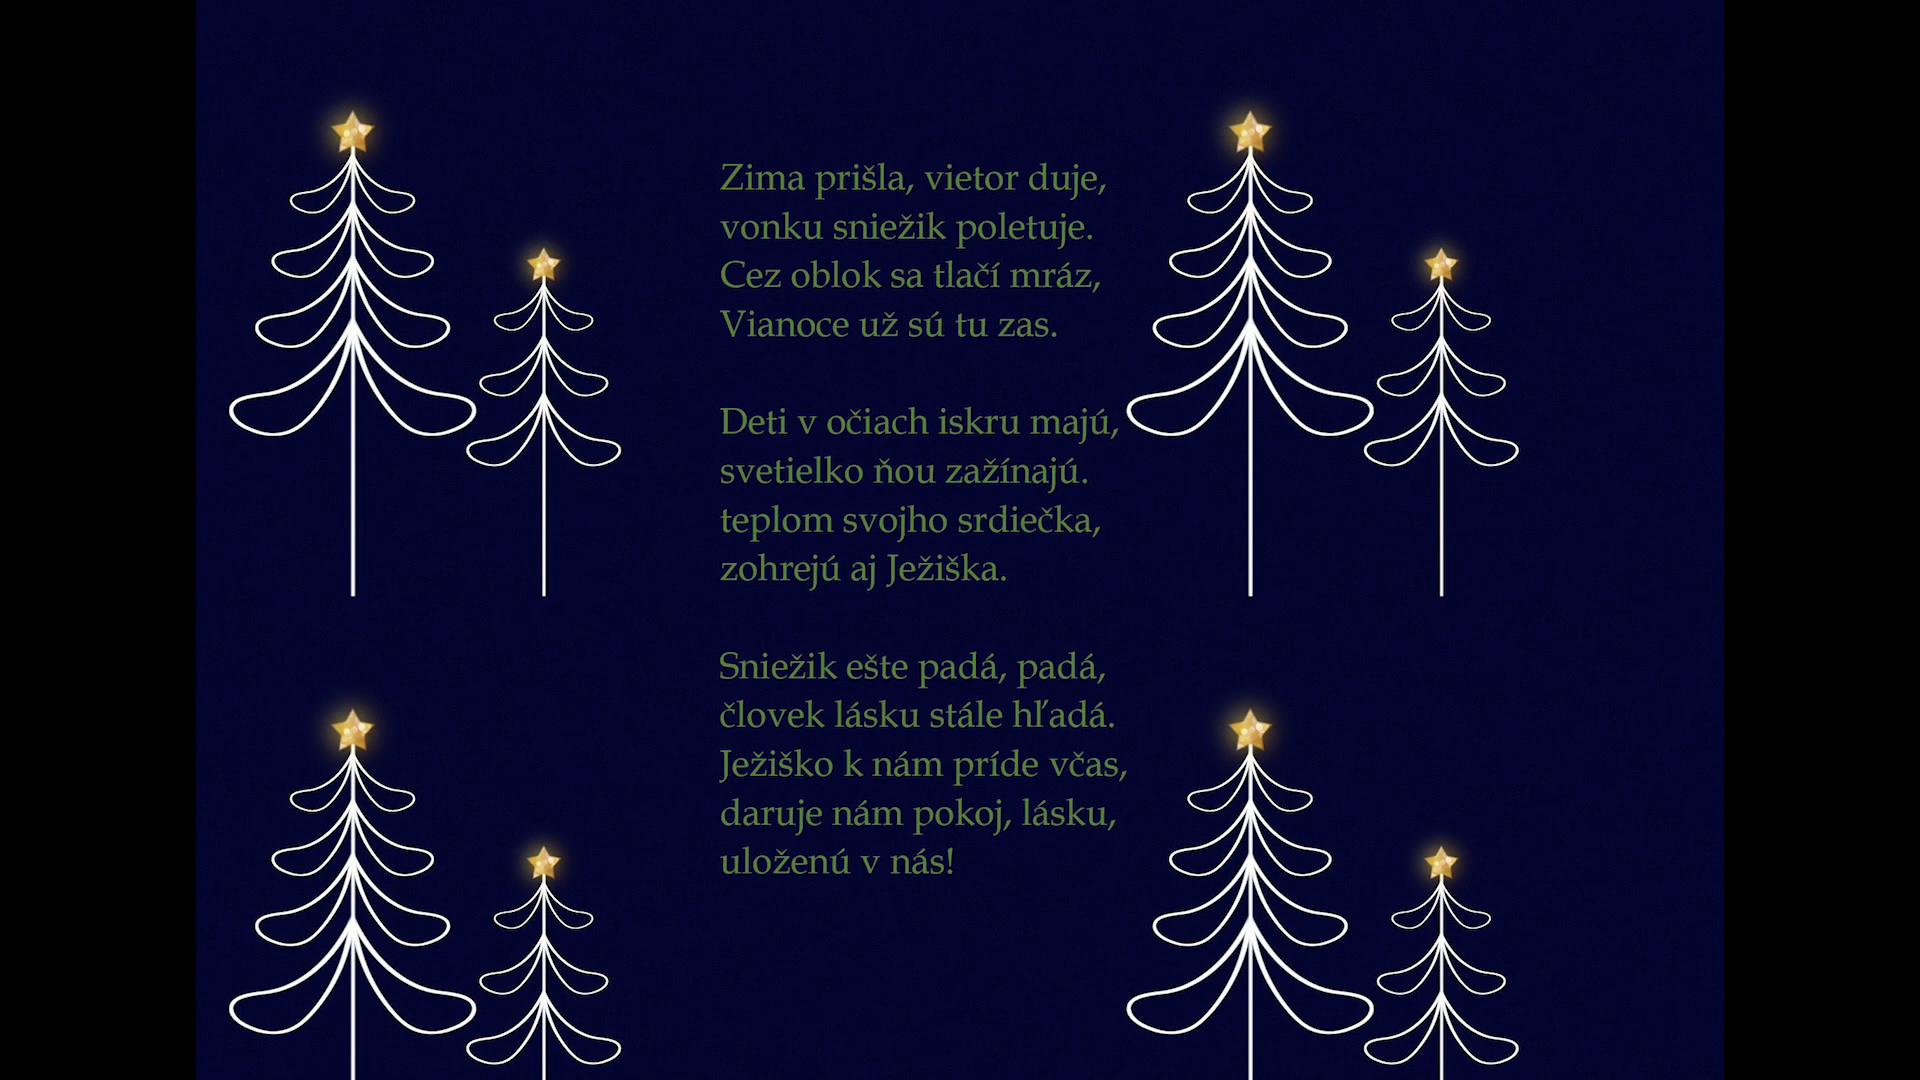 Zima prišla, vietor duje,
vonku sniežik poletuje.
Cez oblok sa tlačí mráz,
Vianoce už sú tu zas.
Deti v očiach iskru majú,
svetielko ňou zažínajú.
teplom svojho srdiečka,
zohrejú aj Ježiška.
Sniežik ešte padá, padá,
človek lásku stále hľadá.
Ježiško k nám príde včas,
daruje nám pokoj, lásku,
uloženú v nás!